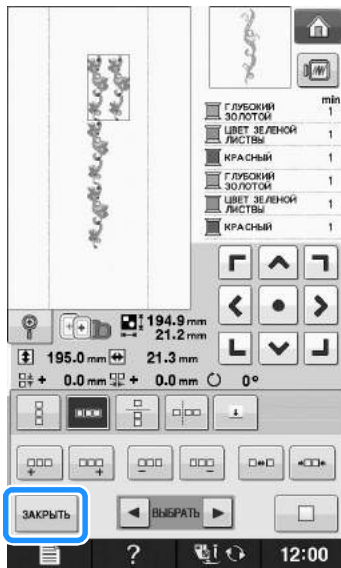 min
ГЛУБОКИЙ
ЗОЛОТОЙ
1
ЦВЕТ ЗЕЛЕНОЙ
ЛИСТВЫ
1
КРАСНЫЙ
1
ГЛУБОКИЙ
ЗОЛОТОЙ
1
ЦВЕТ ЗЕЛЕНОЙ
ЛИСТВЫ
1
КРАСНЫЙ
1
194.9 mm
21.2 mm
195.0 mm 21.3 mm
+ 0.0 mm + 0.0 mm 0°
ЗАКРЫТЬ
ВЫБРАТЬ
? 12:00